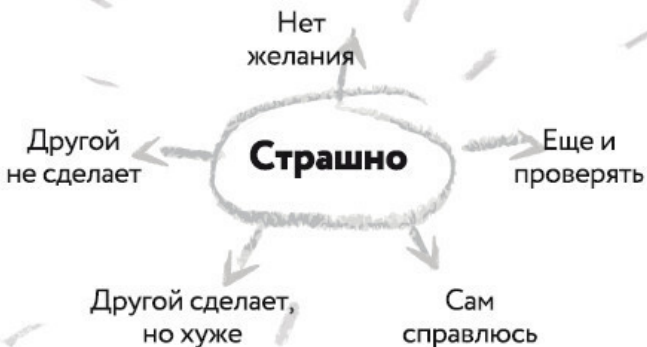 Нет
желания
Другой
не сделает
Страшно
Еще и
проверять
Другой сделает,
но хуже
Сам
справлюсь